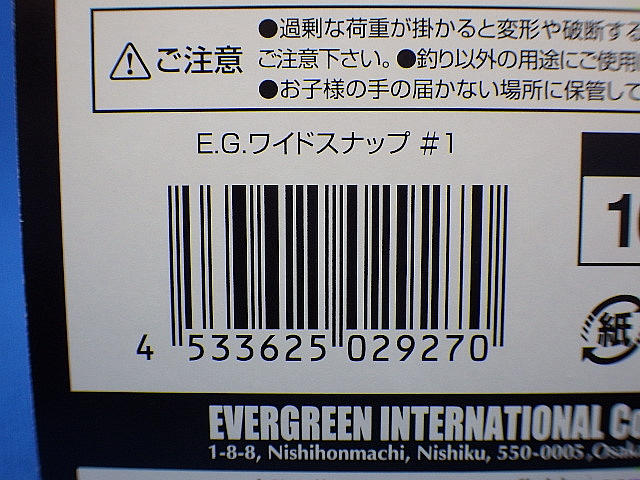 ●過剰な荷重が掛かると変形や破断する
ご注意 ご注意下さい。●釣り以外の用途にご使用
●お子様の手の届かない場所に保管して
E.G.ワイドスナップ #1
1
紙
4 533625 029270
EVERGREEN INTERNATIONAL Co
1-8-8, Nishihonmachi, Nishiku, 550-0005, Osaka